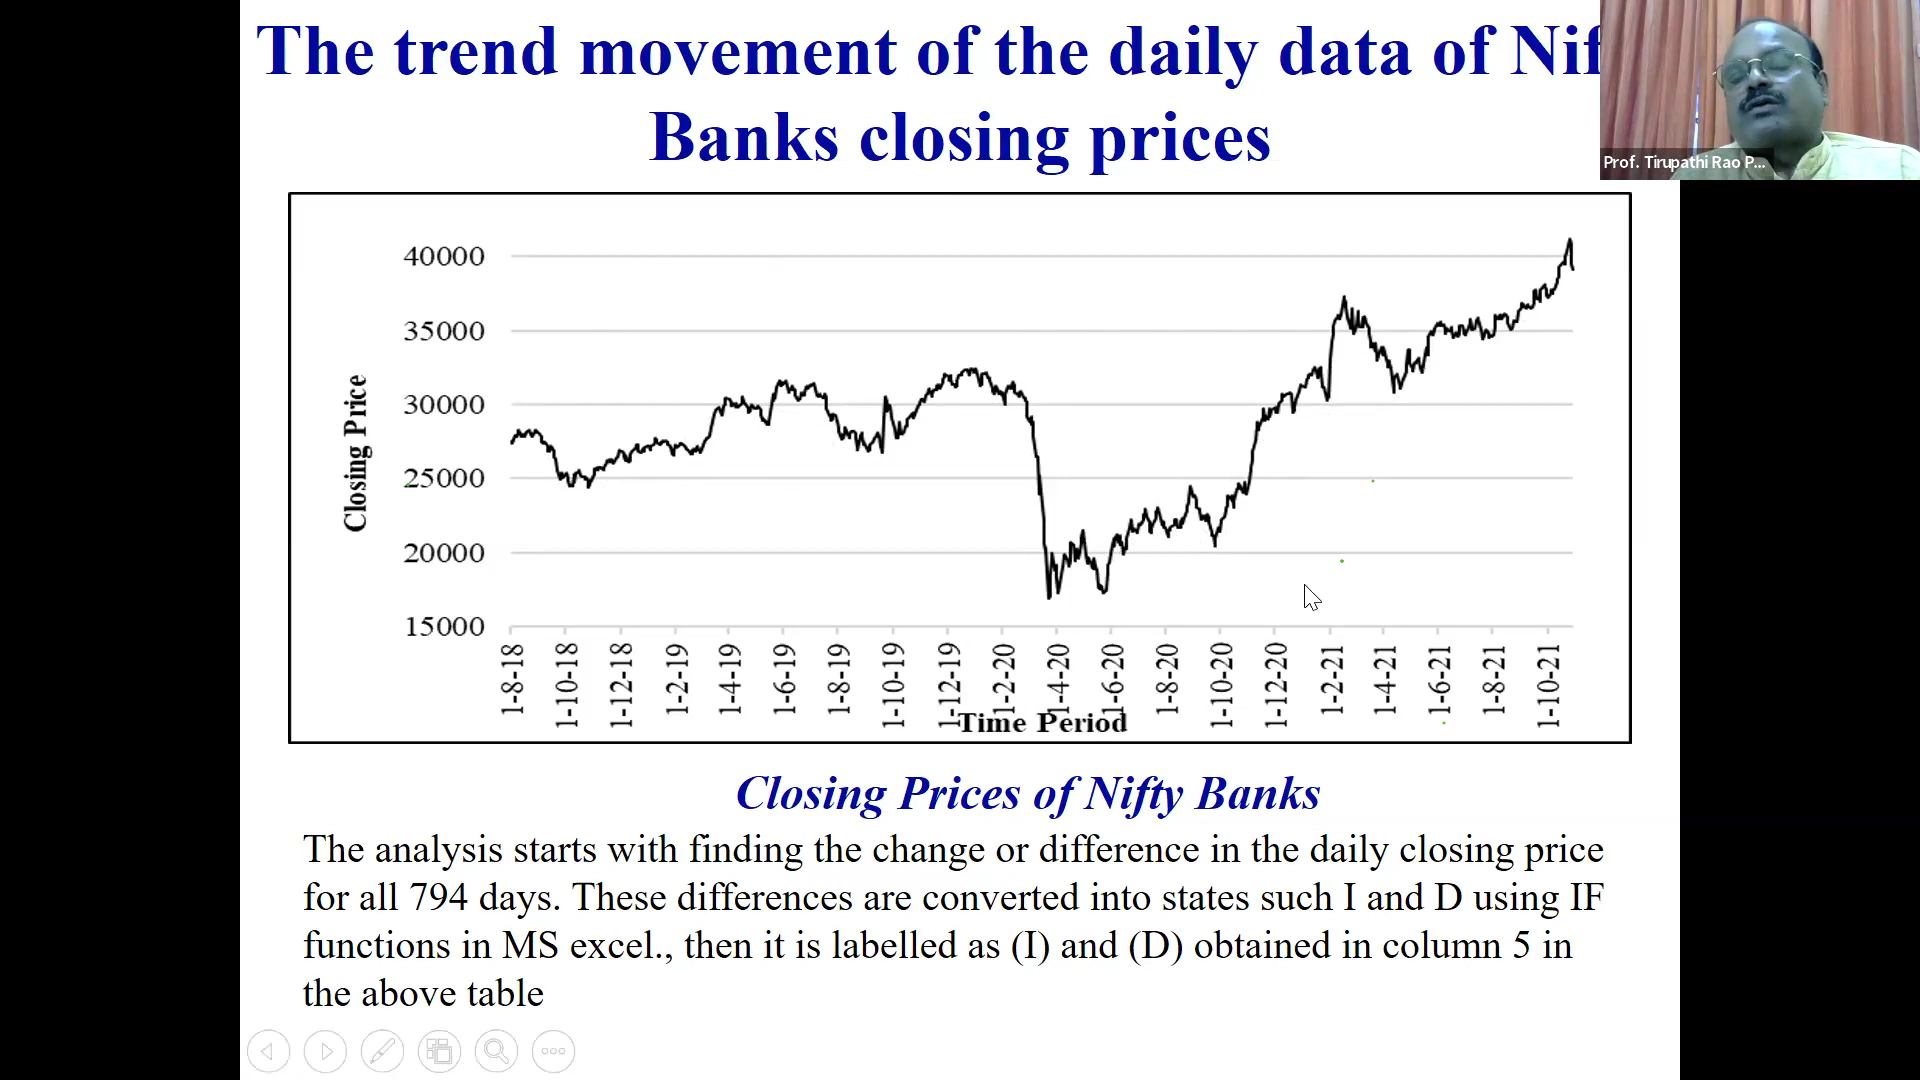 The trend movement of the daily data of Nif
Banks closing prices
Prof. Tirupathi Rao P...
40000
35000
30000
25000
20000
15000
Closing Price
1-8-18
1-10-18
1-12-18
1-2-19
1-4-19
1-6-19
1-8-19
1-10-19
1-12-19
1-2-20
1-4-20
1-6-20
1-8-20
1-10-20
1-12-20
1-2-21
1-4-21
1-6-21
1-8-21
1-10-21
Time Period
Closing Prices of Nifty Banks
The analysis starts with finding the change or difference in the daily closing price
for all 794 days. These differences are converted into states such I and D using IF
functions in MS excel., then it is labelled as (I) and (D) obtained in column 5 in
the above table